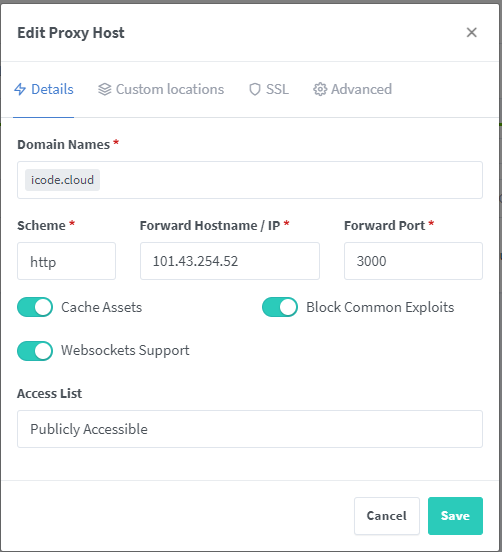 Edit Proxy Host
Details Custom locations SSL Advanced
Domain Names *
icode.cloud
Scheme * Forward Hostname / IP * Forward Port *
http 101.43.254.52 3000
Cache Assets Block Common Exploits
Websockets Support
Access List
Publicly Accessible
Cancel Save